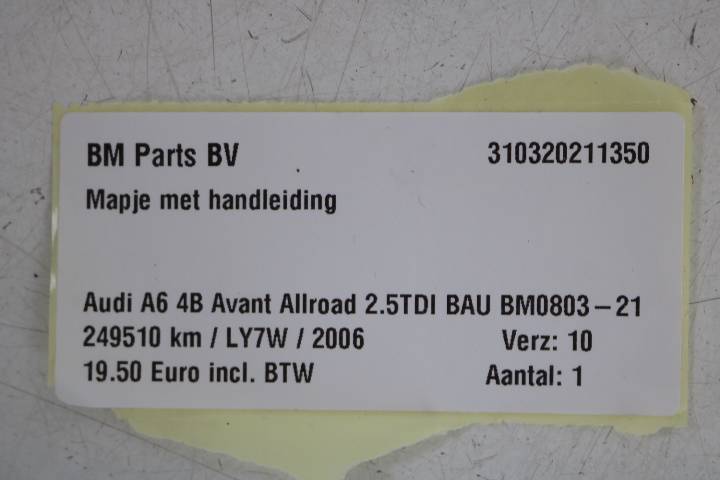 BM Parts BV 310320211350
Mapje met handleiding
Audi A6 4B Avant Allroad 2.5TDI BAU BM0803-21
249510 km / LY7W / 2006 Verz: 10
19.50 Euro incl. BTW Aantal: 1